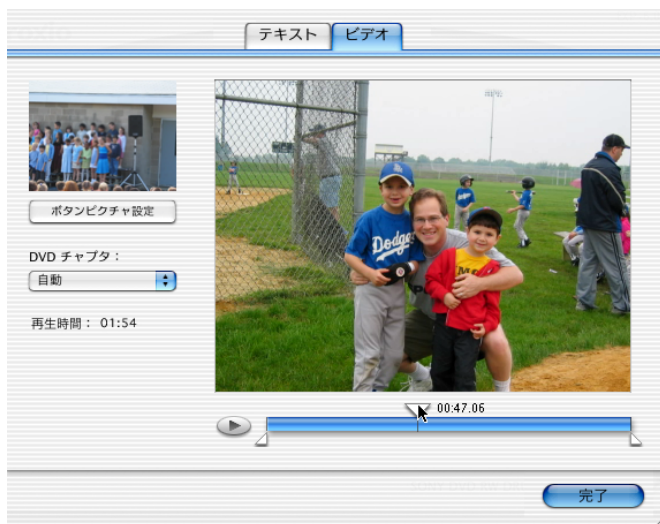 テキスト
ビデオ
ボタンピクチャ設定
DVD チャプタ：
自動
再生時間： 01:54
Dodge
00:47.06
完了